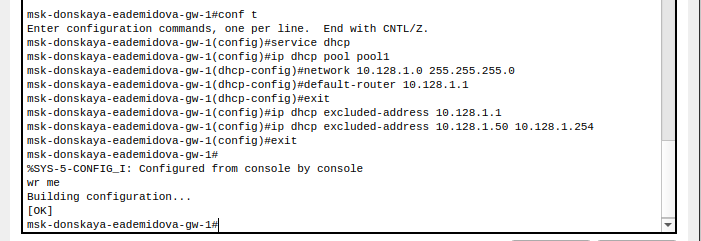 msk-donskaya-eademidova-gw-1#conf t
Enter configuration commands, one per line.  End with CNTL/Z.
msk-donskaya-eademidova-gw-1(config)#service dhcp
msk-donskaya-eademidova-gw-1(config)#ip dhcp pool pool1
msk-donskaya-eademidova-gw-1(dhcp-config)#network 10.128.1.0 255.255.255.0
msk-donskaya-eademidova-gw-1(dhcp-config)#default-router 10.128.1.1
msk-donskaya-eademidova-gw-1(dhcp-config)#exit
msk-donskaya-eademidova-gw-1(config)#ip dhcp excluded-address 10.128.1.1
msk-donskaya-eademidova-gw-1(config)#ip dhcp excluded-address 10.128.1.50 10.128.1.254
msk-donskaya-eademidova-gw-1(config)#exit
msk-donskaya-eademidova-gw-1#
%SYS-5-CONFIG_I: Configured from console by console
wr me
Building configuration...
[OK]
msk-donskaya-eademidova-gw-1#